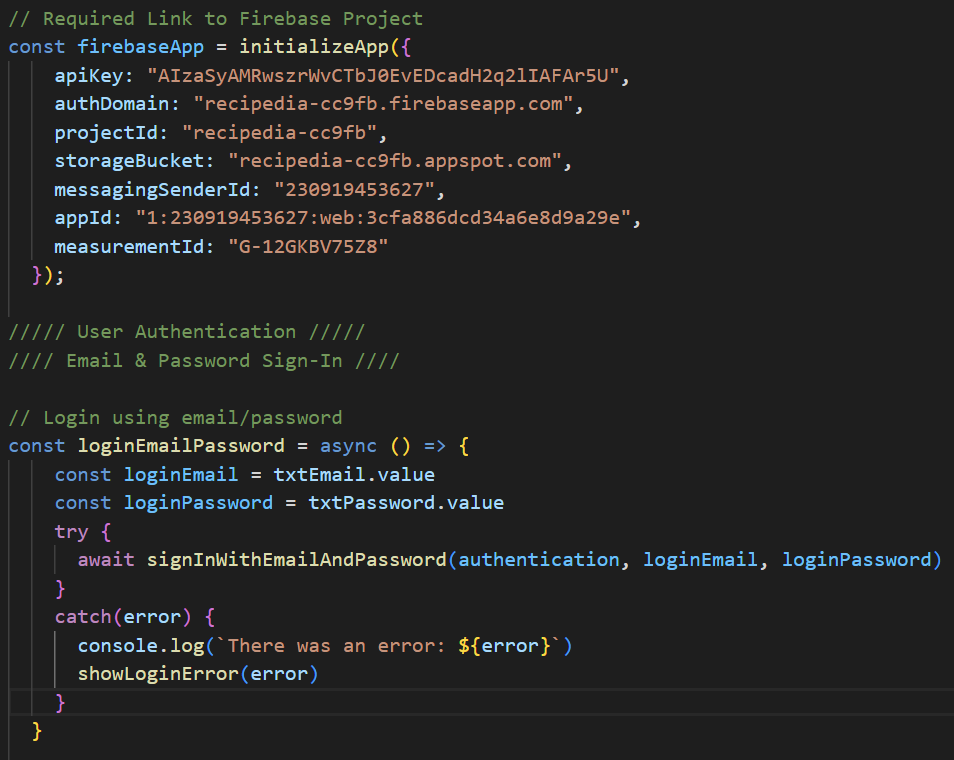 // Required Link to Firebase Project
const firebaseApp = initializeApp({
apiKey: "AIzaSyAMRwszrWvCTbJ0EvEDcadH2q2lIAFAr5U",
authDomain: "recipedia-cc9fb.firebaseapp.com",
projectId: "recipedia-cc9fb",
storageBucket: "recipedia-cc9fb.appspot.com",
messagingSenderId: "230919453627",
appId: "1:230919453627:web:3cfa886dcd34a6e8d9a29e",
measurementId: "G-12GKBV75Z8"
});
///// User Authentication /////
//// Email & Password Sign-In ////
// Login using email/password
const loginEmailPassword = async () => {
const loginEmail = txtEmail.value
const loginPassword = txtPassword.value
try {
await signInWithEmailAndPassword(authentication, loginEmail, loginPassword)
}
catch(error) {
console.log(`There was an error: ${error}`)
showLoginError(error)
}
}